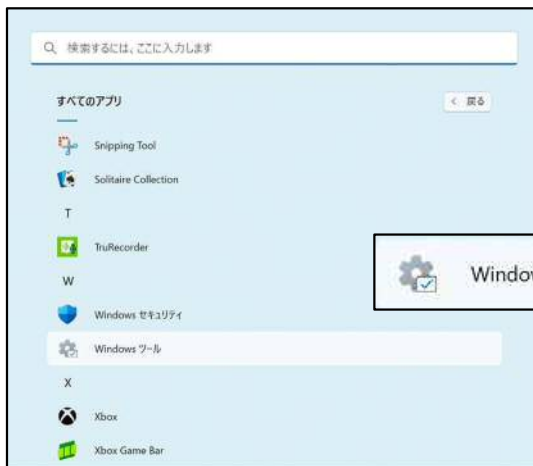 検索するには、ここに入力します
すべてのアプリ
戻る
Snipping Tool
Solitaire Collection
T
TruRecorder
W
Window
Windows セキュリティ
Windows ツール
X
Xbox
Xbox Game Bar